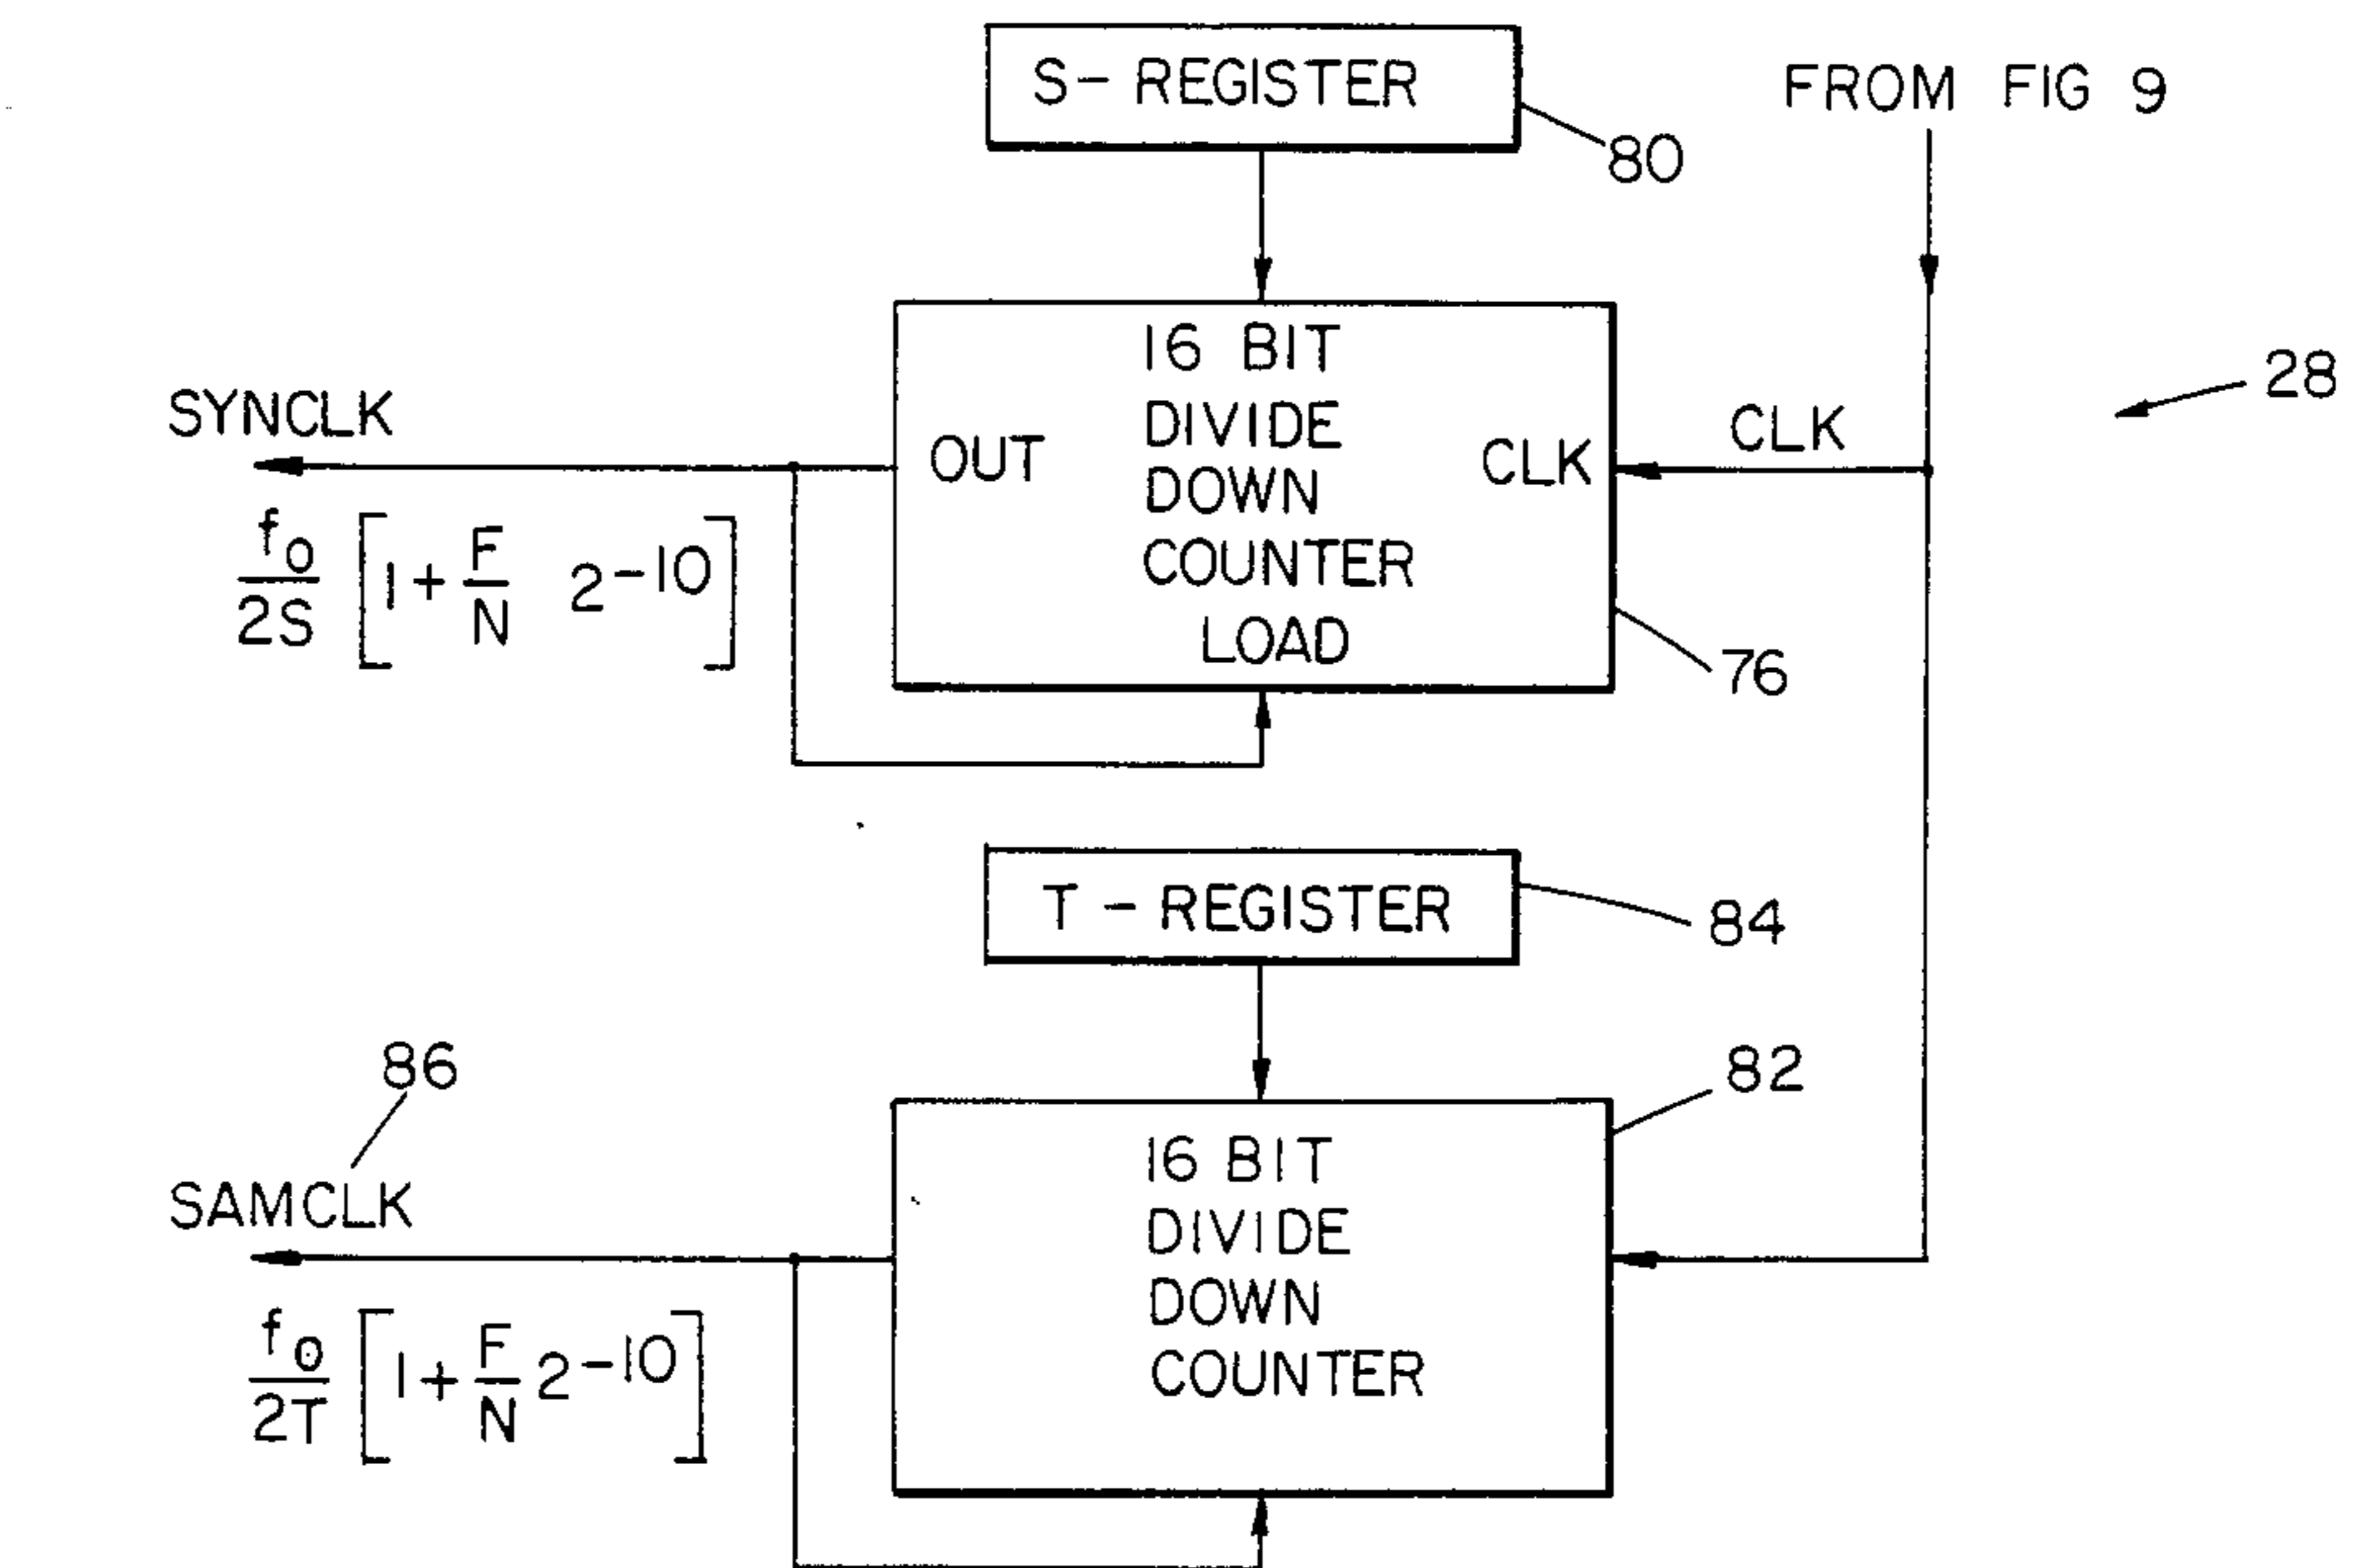 S- REGISTER
FROM FIG 9
80
16 BIT
DIVIDE
DOWN
COUNTER
LOAD
OUT
CLK
CLK
28
SYNCLK
f0/2S [1 + F/N 2-10]
76
T - REGISTER
84
86
82
SAMCLK
16 BIT
DIVIDE
DOWN
COUNTER
f0/2T [1 + F/N 2-10]